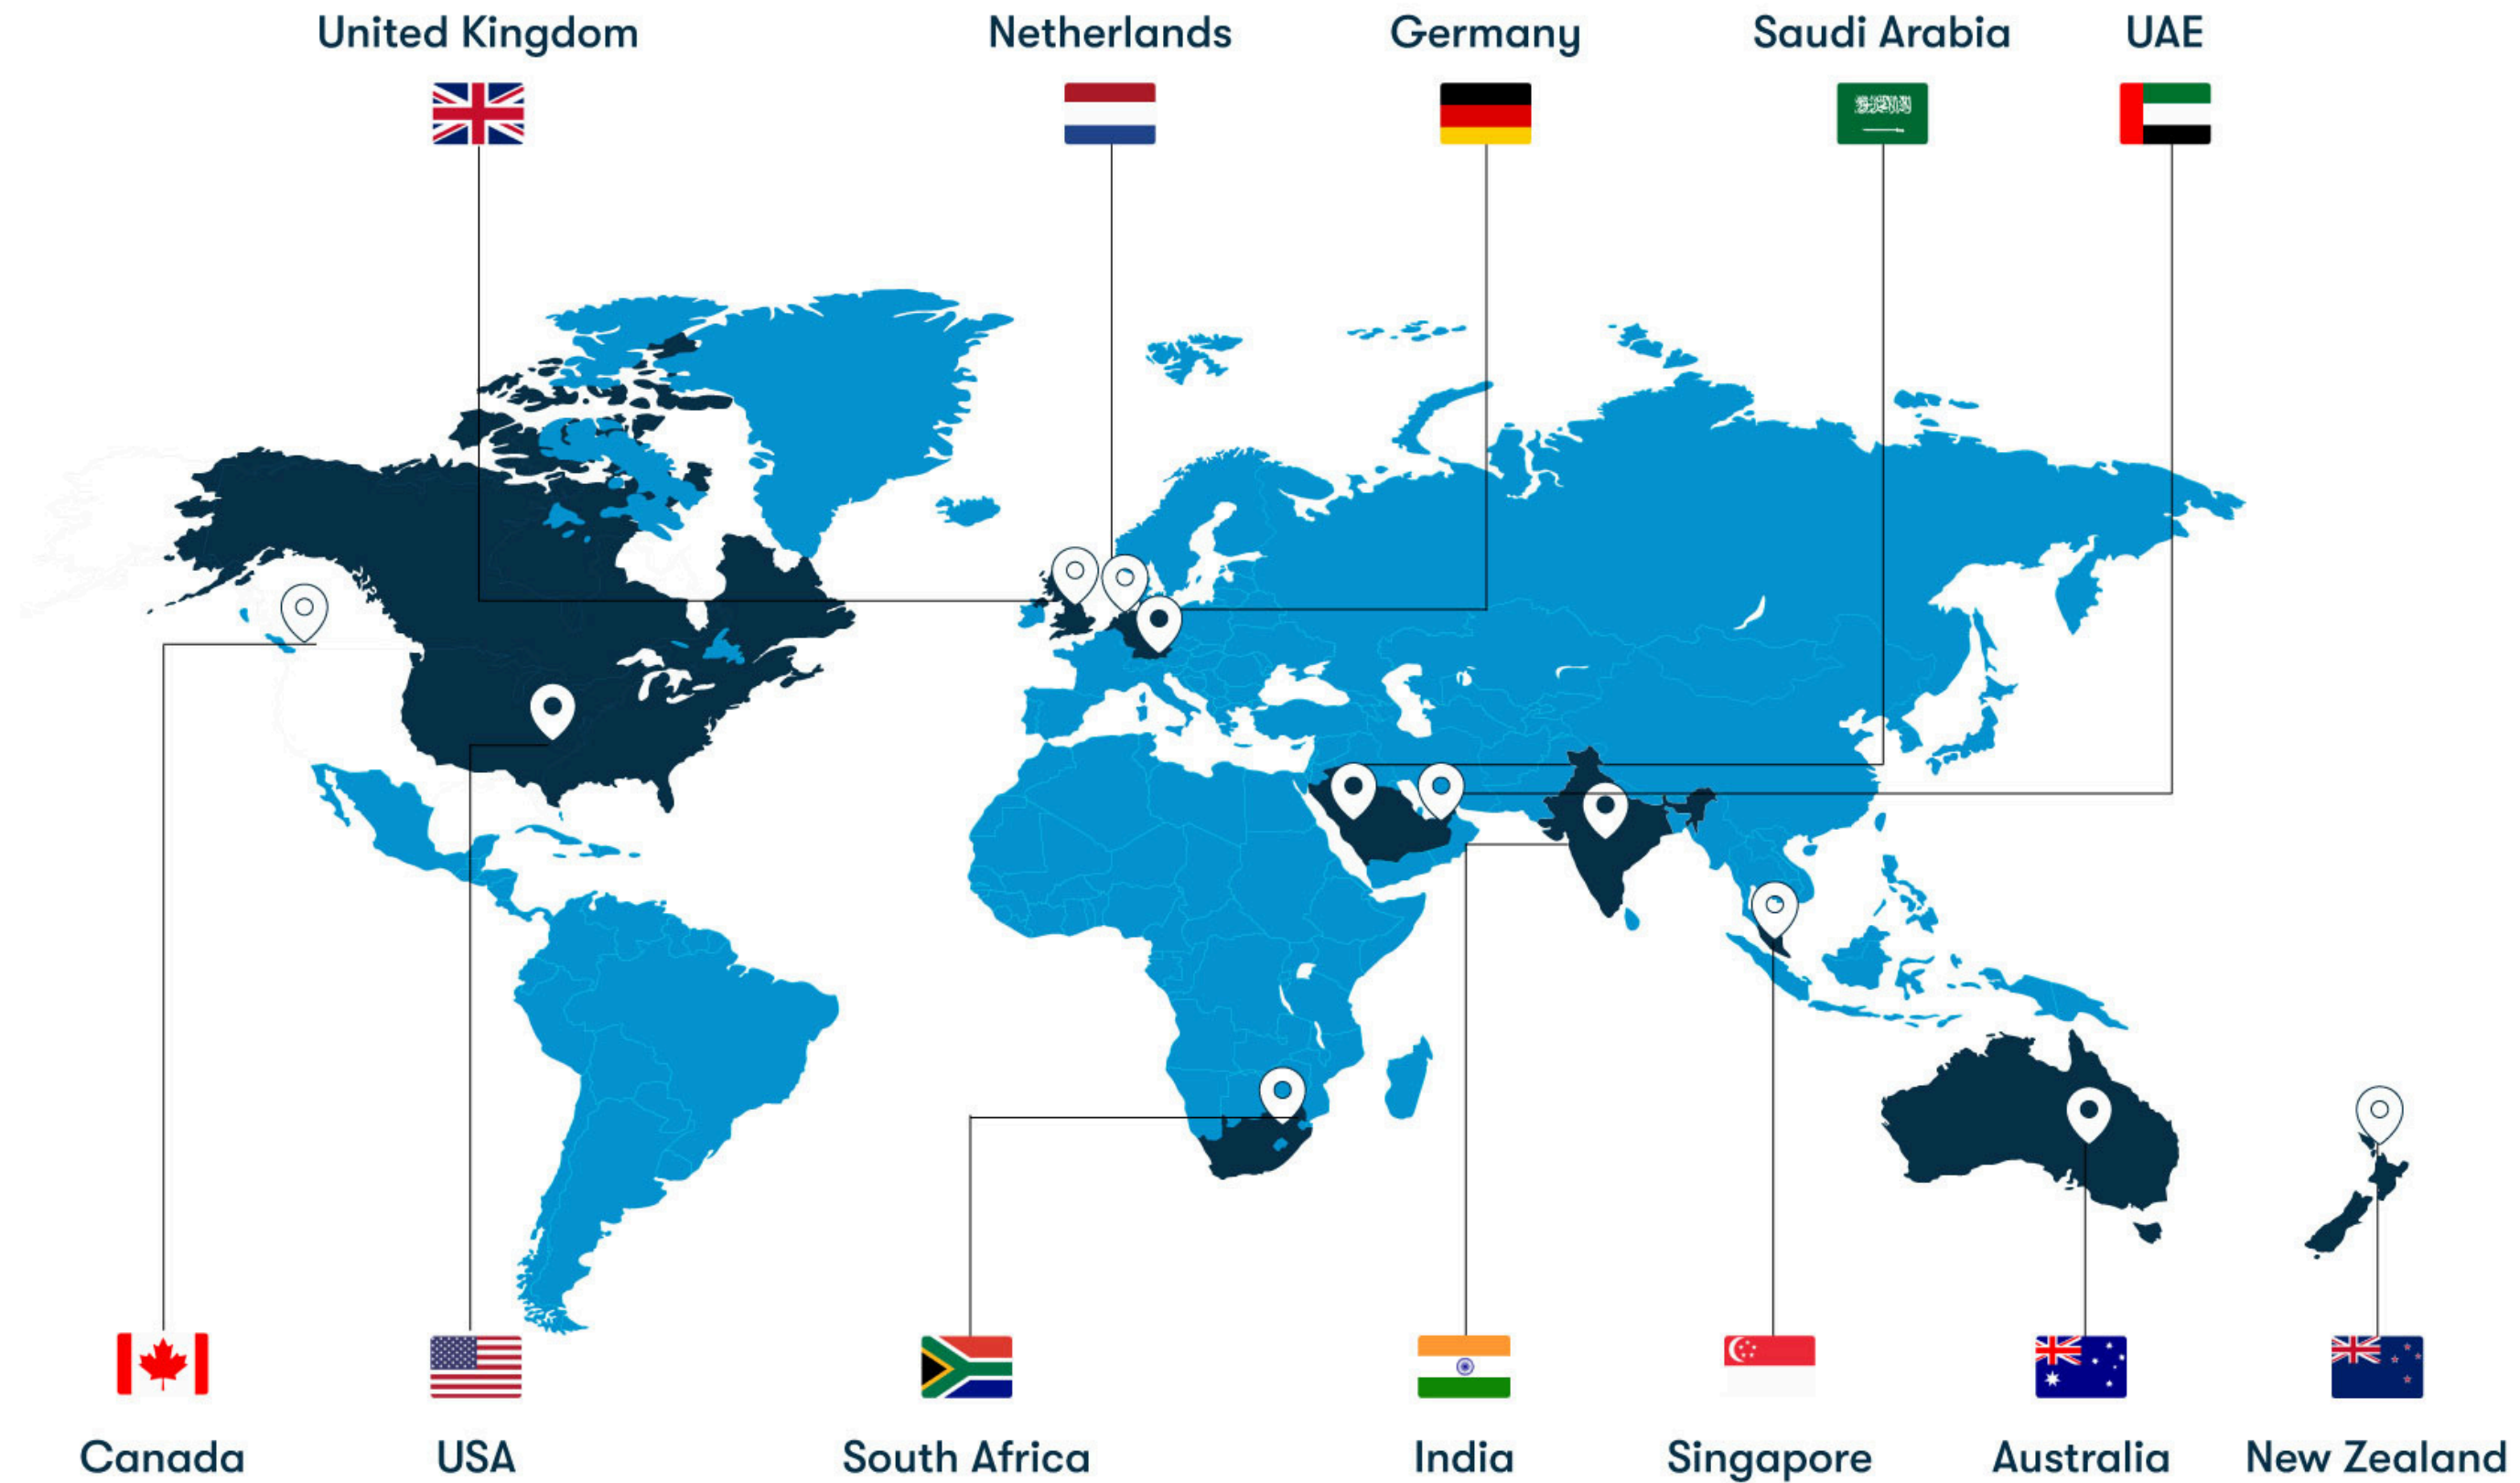 United Kingdom
Netherlands
Germany
Saudi Arabia
UAE
Canada
USA
South Africa
India
Singapore
Australia
New Zealand